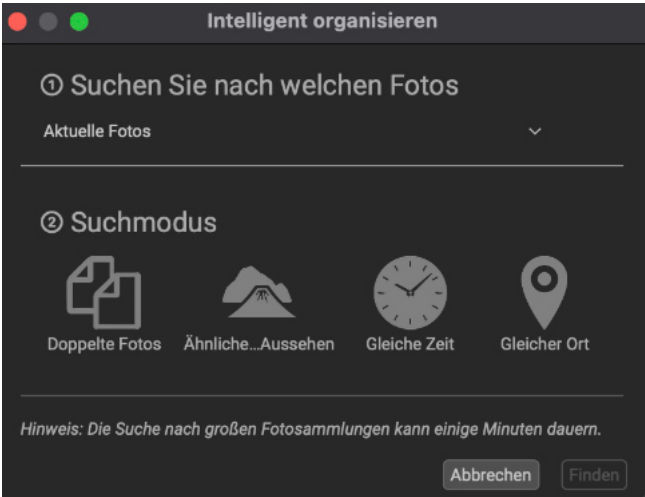 Intelligent organisieren
① Suchen Sie nach welchen Fotos
Aktuelle Fotos
② Suchmodus
Doppelte Fotos Ähnliche...Aussehen Gleiche Zeit Gleicher Ort
Hinweis: Die Suche nach großen Fotosammlungen kann einige Minuten dauern.
Abbrechen Finden